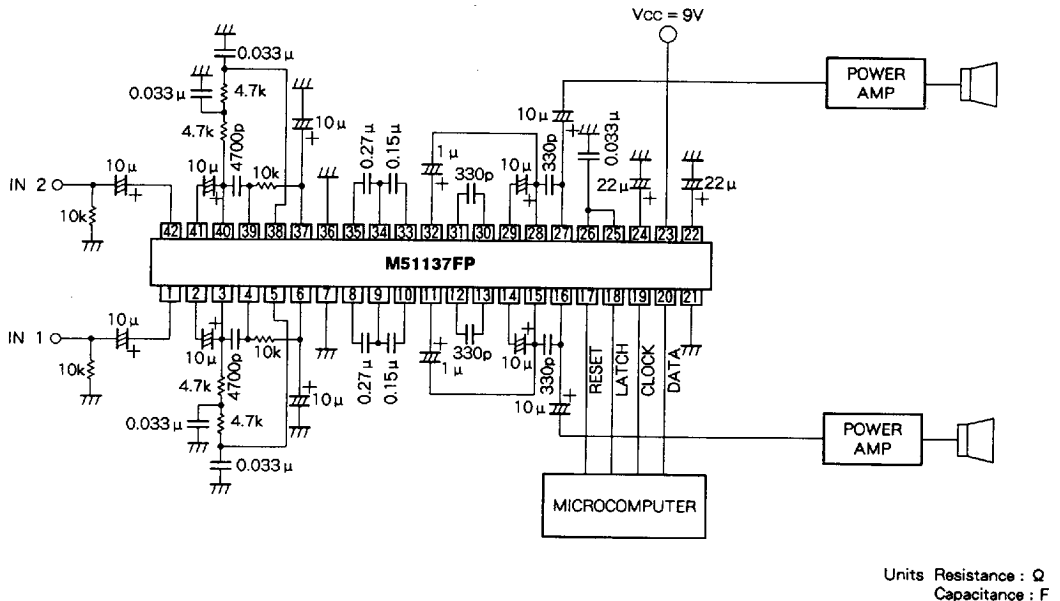 VCC = 9V
0.033μ
0.033μ
4.7k
4.7k
4700p
10μ
+
10μ
+
10μ
+
10k
0.27μ
0.15μ
1μ
+
330p
10μ
+
330p
10μ
+
0.033μ
22μ
+
22μ
+
POWER
AMP
IN 2
10k
42 41 40 39 38 37 36 35 34 33 32 31 30 29 28 27 26 25 24 23 22
M51137FP
1 2 3 4 5 6 7 8 9 10 11 12 13 14 15 16 17 18 19 20 21
IN 1
10μ
+
10k
10μ
+
4700p
10k
4.7k
4.7k
0.033μ
0.033μ
+
10μ
0.27μ
0.15μ
+
1μ
330p
+
10μ
330p
10μ
+
RESET
LATCH
CLOCK
DATA
POWER
AMP
MICROCOMPUTER
Units Resistance : Ω
Capacitance : F